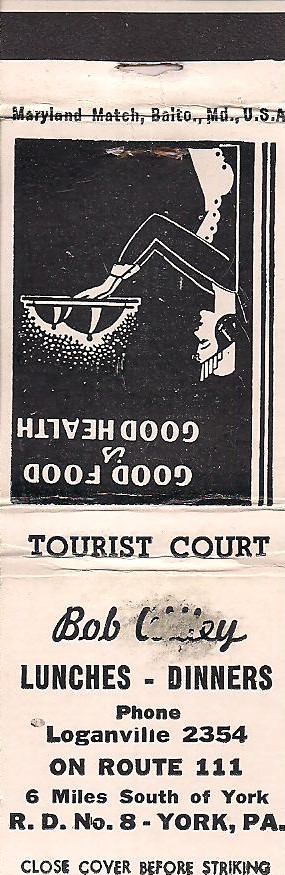 Maryland Match, Balto., Md., U.S.A
GOOD FOOD
is
GOOD HEALTH
TOURIST COURT
Bob
LUNCHES - DINNERS
Phone
Loganville 2354
ON ROUTE 111
6 Miles South of York
R. D. No. 8 - YORK, PA.
CLOSE COVER BEFORE STRIKING